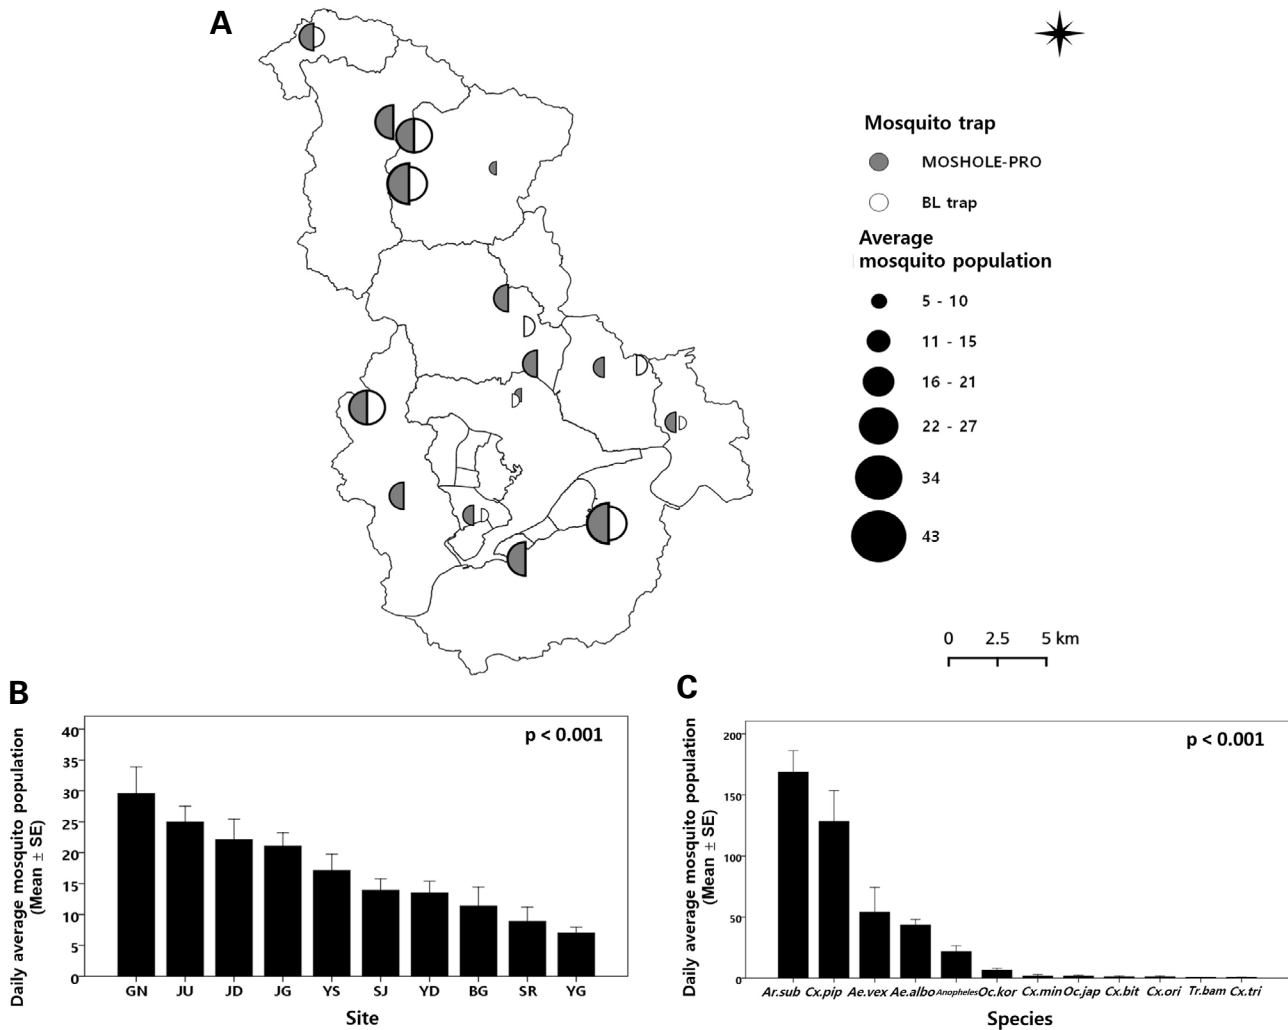 A
Mosquito trap
MOSHOLE-PRO
BL trap
Average
mosquito population
5 - 10
11 - 15
16 - 21
22 - 27
34
43
0 2.5 5 km
B
Daily average mosquito population
(Mean ± SE)
p < 0.001
40
35
30
25
20
15
10
5
0
GN JU JD JG YS SJ YD BG SR YG
Site
C
Daily average mosquito population
(Mean ± SE)
p < 0.001
200
150
100
50
0
Ar.sub Cx.pip Ae.vex Ae.albo Anopheles Oc.kor Cx.min Oc.jap Cx.bit Cx.ori Tr.bam Cx.tri
Species